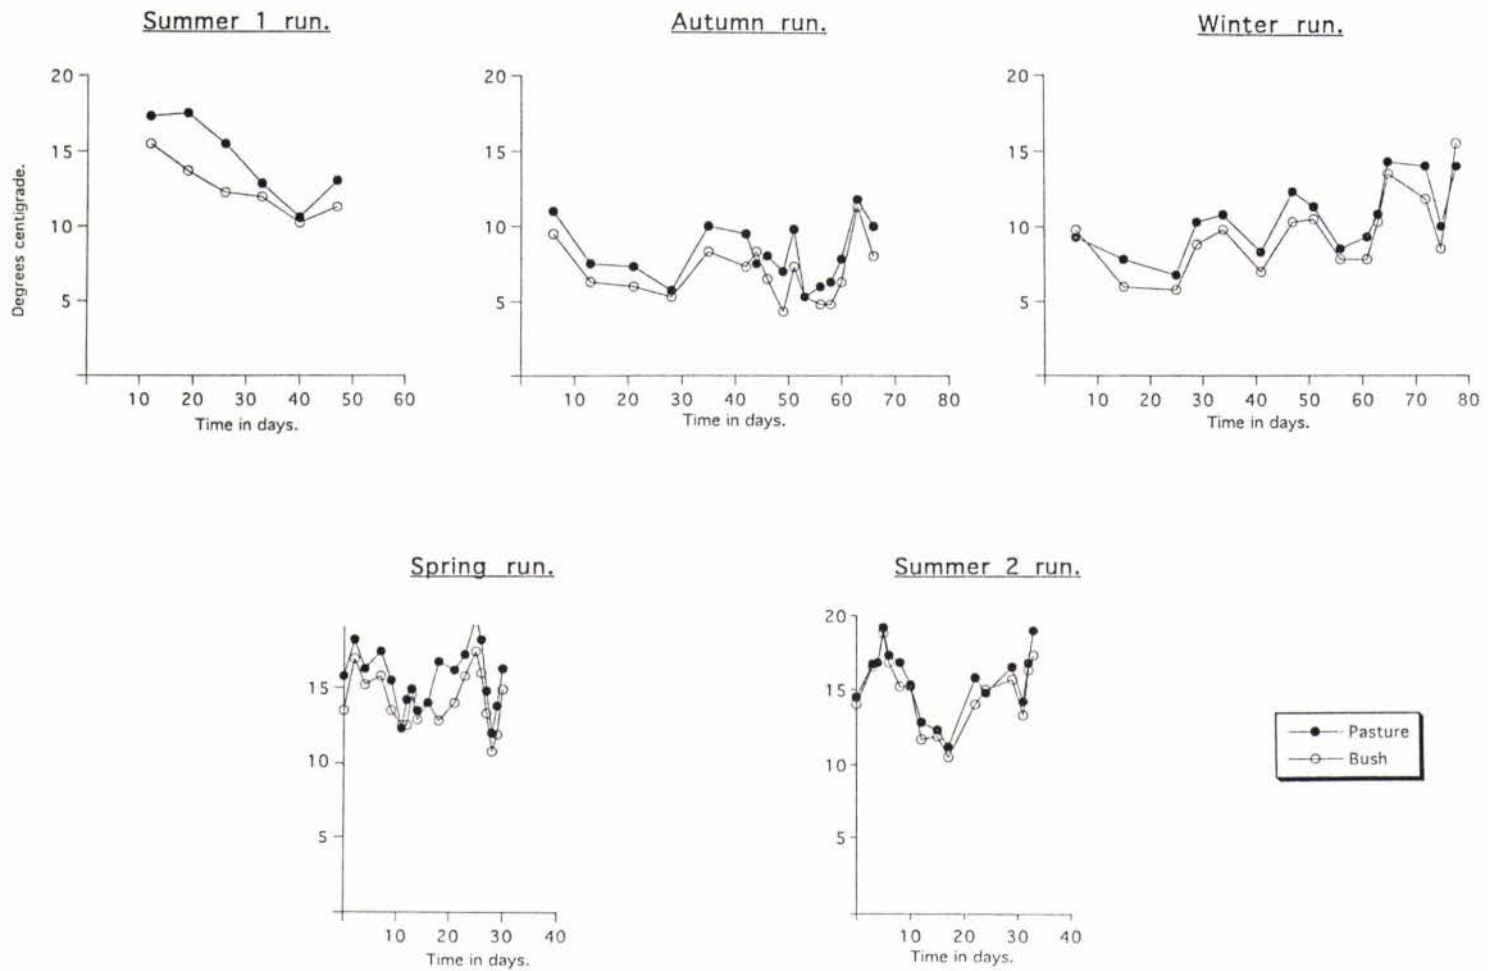 Summer 1 run.
Autumn run.
Winter run.
Degrees centigrade.
20
15
10
5
10 20 30 40 50 60
Time in days.
20
15
10
5
10 20 30 40 50 60 70 80
Time in days.
20
15
10
5
10 20 30 40 50 60 70 80
Time in days.
Spring run.
Summer 2 run.
15
10
5
10 20 30 40
Time in days.
20
15
10
5
10 20 30 40
Time in days.
Pasture
Bush